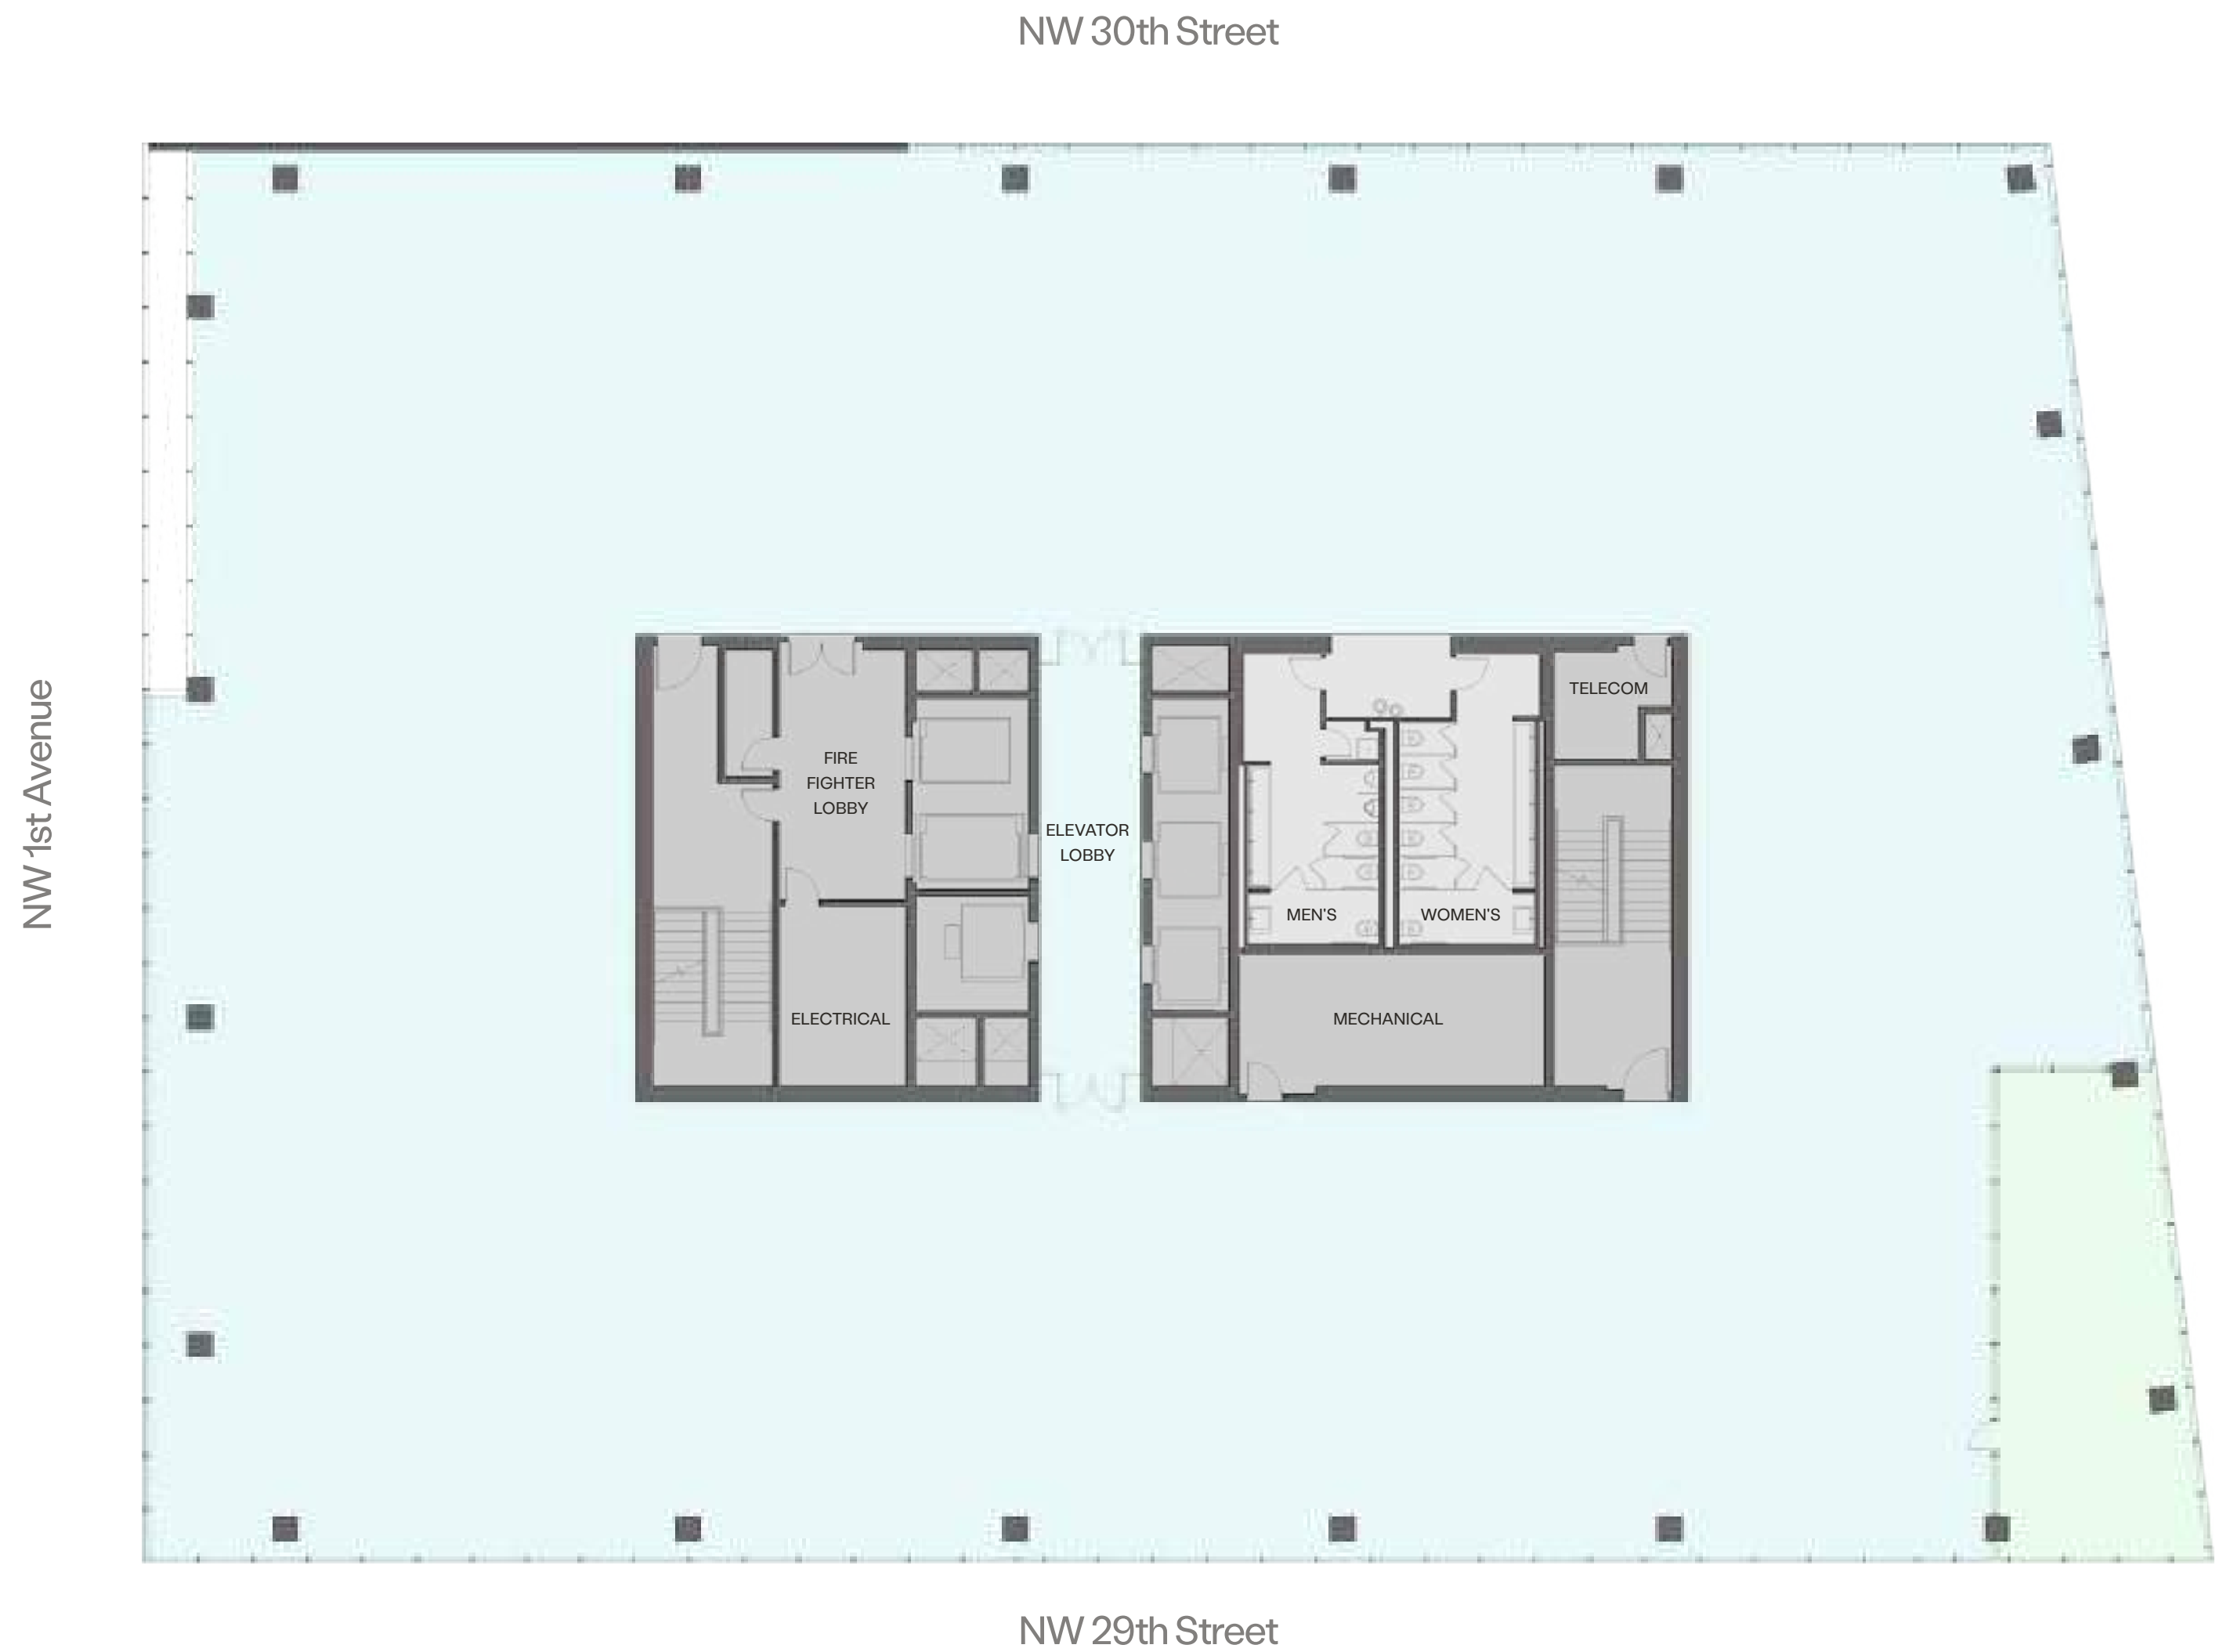 NW 30th Street
NW 1st Avenue
TELECOM
FIRE
FIGHTER
LOBBY
ELEVATOR
LOBBY
MEN'S
WOMEN'S
ELECTRICAL
MECHANICAL
NW 29th Street